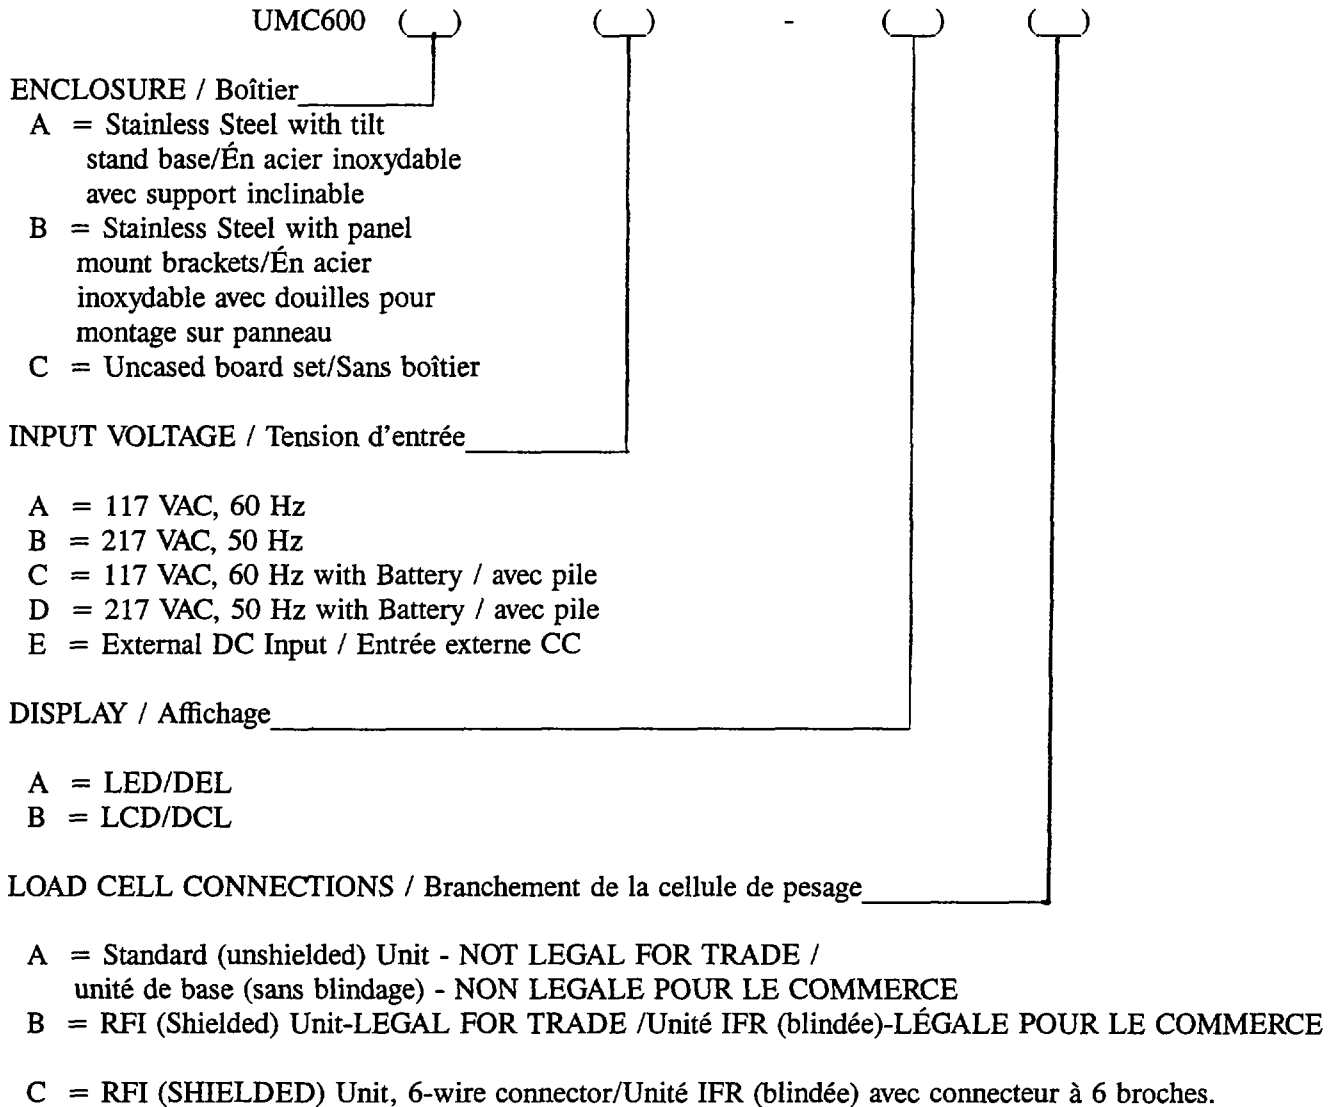 UMC600 (__) (__) - (__) (__)
ENCLOSURE / Boîtier
A = Stainless Steel with tilt
stand base/Én acier inoxydable
avec support inclinable
B = Stainless Steel with panel
mount brackets/Én acier
inoxydable avec douilles pour
montage sur panneau
C = Uncased board set/Sans boîtier
INPUT VOLTAGE / Tension d'entrée
A = 117 VAC, 60 Hz
B = 217 VAC, 50 Hz
C = 117 VAC, 60 Hz with Battery / avec pile
D = 217 VAC, 50 Hz with Battery / avec pile
E = External DC Input / Entrée externe CC
DISPLAY / Affichage
A = LED/DEL
B = LCD/DCL
LOAD CELL CONNECTIONS / Branchement de la cellule de pesage
A = Standard (unshielded) Unit - NOT LEGAL FOR TRADE /
unité de base (sans blindage) - NON LEGALE POUR LE COMMERCE
B = RFI (Shielded) Unit-LEGAL FOR TRADE /Unité IFR (blindée)-LÉGALE POUR LE COMMERCE
C = RFI (SHIELDED) Unit, 6-wire connector/Unité IFR (blindée) avec connecteur à 6 broches.